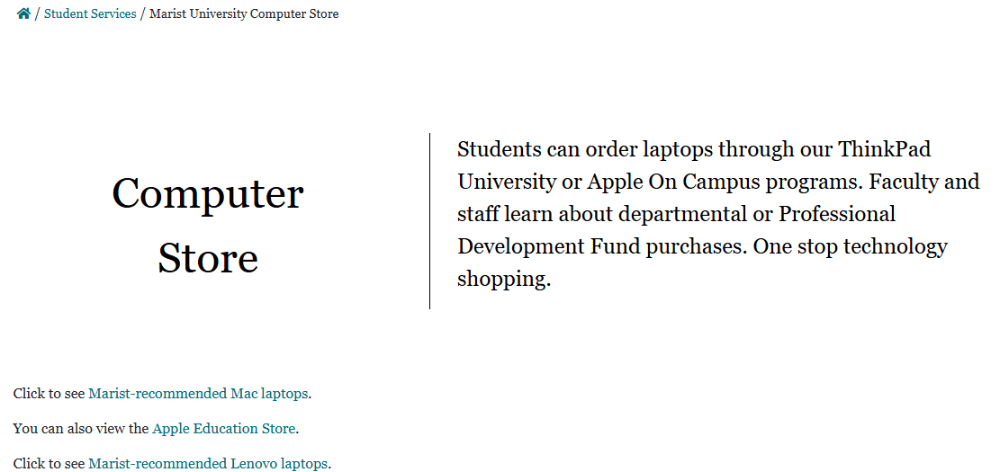 / Student Services / Marist University Computer Store
Computer
Store
Students can order laptops through our ThinkPad
University or Apple On Campus programs. Faculty and
staff learn about departmental or Professional
Development Fund purchases. One stop technology
shopping.
Click to see Marist-recommended Mac laptops.
You can also view the Apple Education Store.
Click to see Marist-recommended Lenovo laptops.